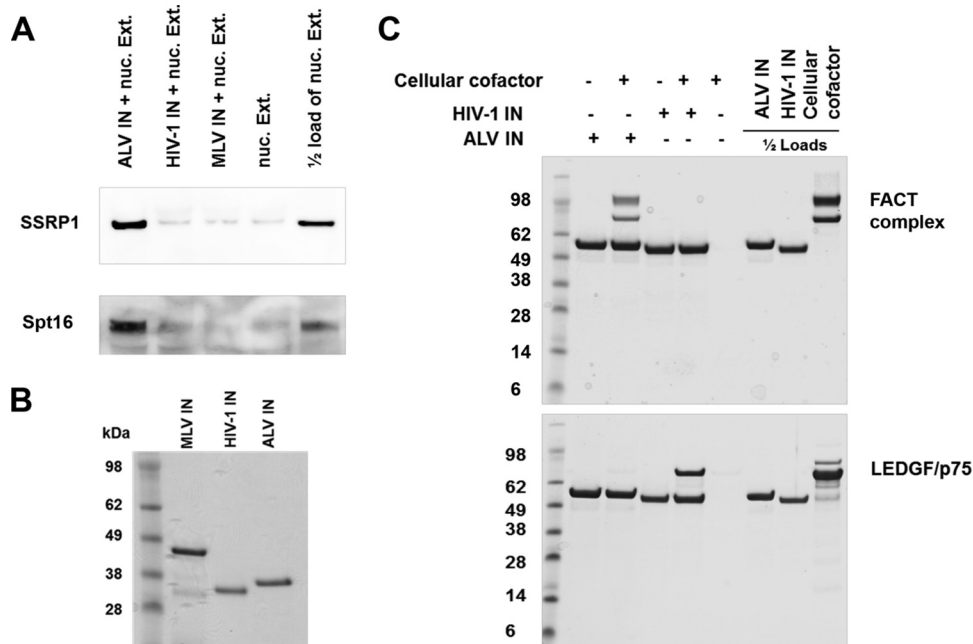 A
ALV IN + nuc. Ext.
HIV-1 IN + nuc. Ext.
MLV IN + nuc. Ext.
nuc. Ext.
½ load of nuc. Ext.
SSRP1
Spt16
B
kDa
MLV IN
HIV-1 IN
ALV IN
98
62
49
38
28
C
Cellular cofactor - + - + +
HIV-1 IN - - + + -
ALV IN + + - - -
ALV IN
HIV-1 IN
Cellular
cofactor
½ Loads
98
62
49
38
28
14
6
FACT
complex
98
62
49
38
28
14
6
LEDGF/p75